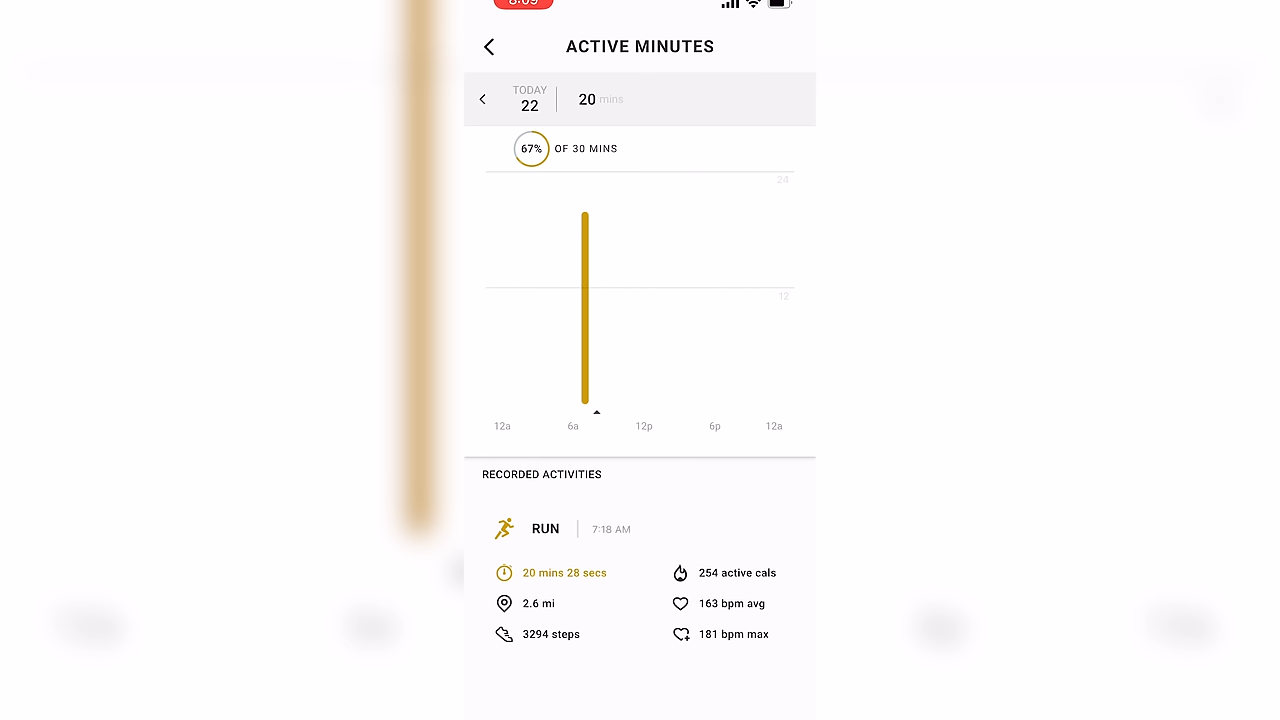 8:09
ACTIVE MINUTES
TODAY
22
20 mins
67% OF 30 MINS
24
12
12a 6a 12p 6p 12a
RECORDED ACTIVITIES
RUN 7:18 AM
20 mins 28 secs 254 active cals
2.6 mi 163 bpm avg
3294 steps 181 bpm max